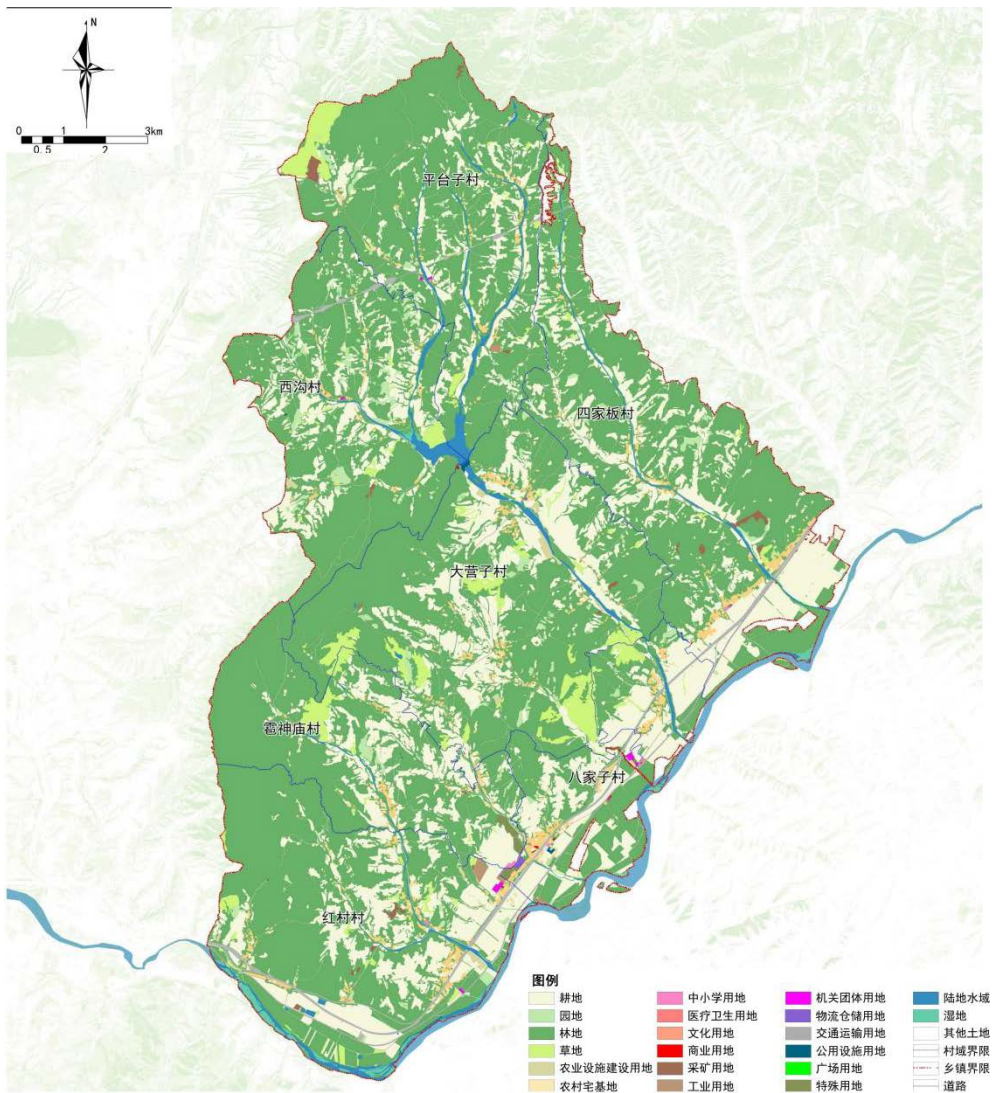 N
0 1 3km
0.5 2
平台子村
西沟村
四家板村
大营子村
雹神庙村
八家子村
红村村
图例
耕地 中小学用地 机关团体用地 陆地水域
园地 医疗卫生用地 物流仓储用地 湿地
林地 文化用地 交通运输用地 其他土地
草地 商业用地 公用设施用地 村域界限
农业设施建设用地 采矿用地 广场用地 乡镇界限
农村宅基地 工业用地 特殊用地 道路